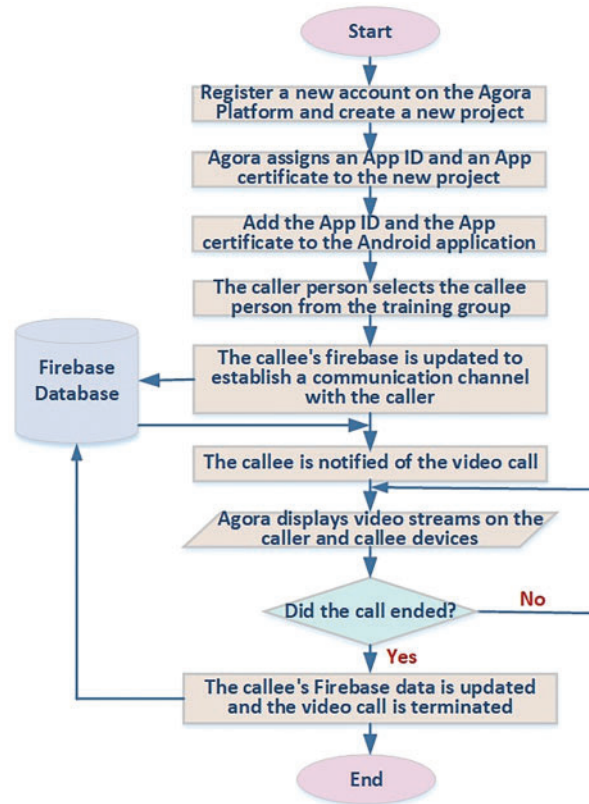 Start
Register a new account on the Agora
Platform and create a new project
Agora assigns an App ID and an App
certificate to the new project
Add the App ID and the App
certificate to the Android application
The caller person selects the callee
person from the training group
Firebase
Database
The callee's firebase is updated to
establish a communication channel
with the caller
The callee is notified of the video call
Agora displays video streams on the
caller and callee devices
Did the call ended?
No
Yes
The callee's Firebase data is updated
and the video call is terminated
End